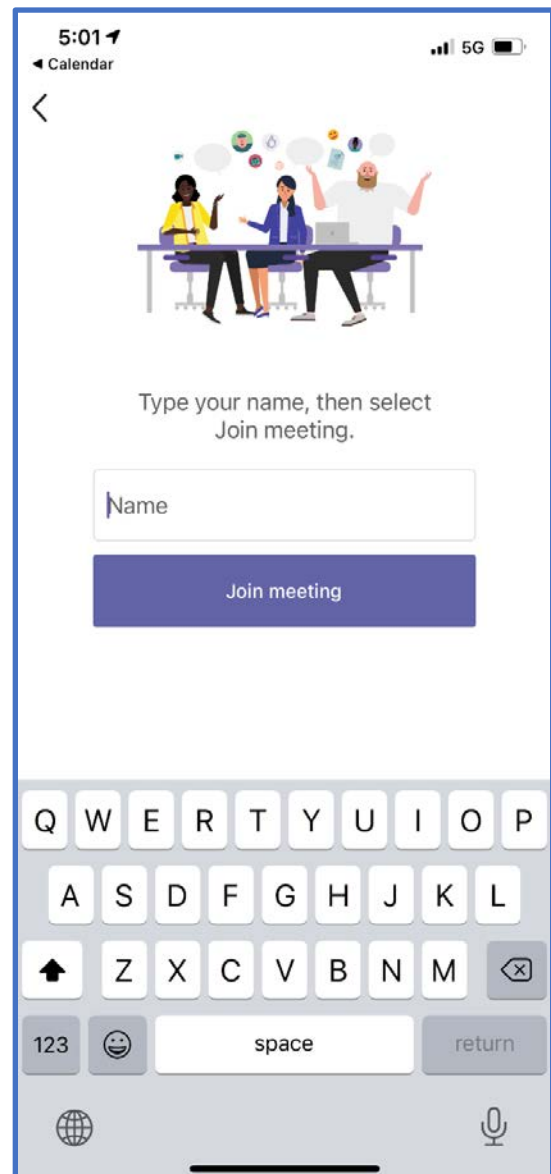 5:01
5G
◀ Calendar
Type your name, then select
Join meeting.
Name
Join meeting
Q W E R T Y U I O P
A S D F G H J K L
Z X C V B N M
123 space return